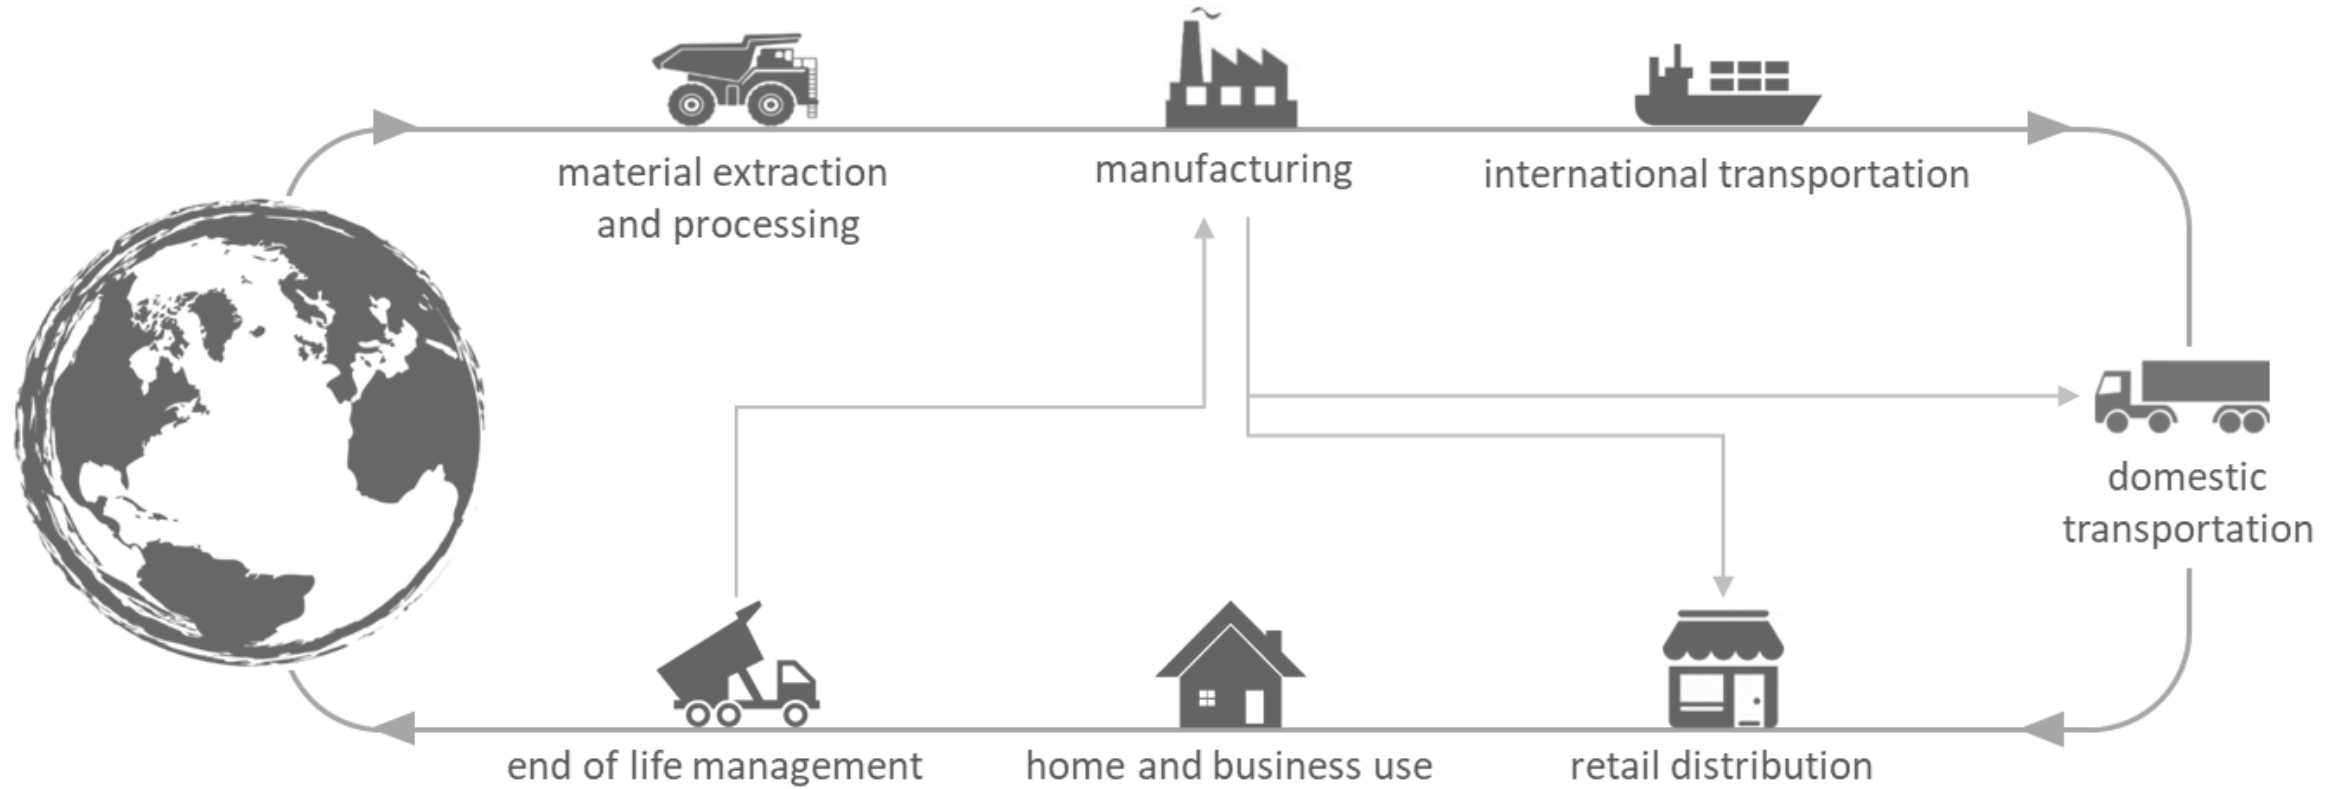 material extraction
and processing
manufacturing
international transportation
domestic
transportation
end of life management
home and business use
retail distribution